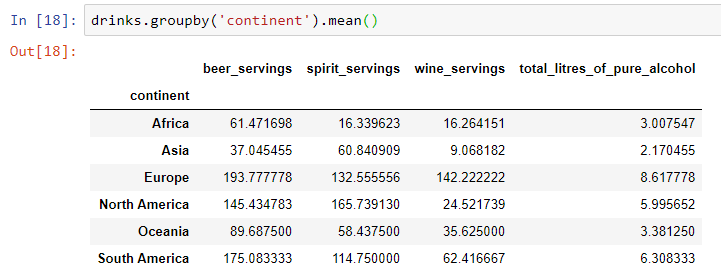 In [18]: drinks.groupby('continent').mean()
Out[18]:
beer_servings spirit_servings wine_servings total_litres_of_pure_alcohol
continent
Africa 61.471698 16.339623 16.264151 3.007547
Asia 37.045455 60.840909 9.068182 2.170455
Europe 193.777778 132.555556 142.222222 8.617778
North America 145.434783 165.739130 24.521739 5.995652
Oceania 89.687500 58.437500 35.625000 3.381250
South America 175.083333 114.750000 62.416667 6.308333